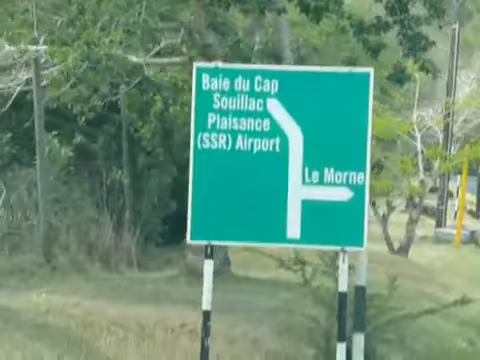 Baie du Cap
Souillac
Plaisance
(SSR) Airport
Le Morne